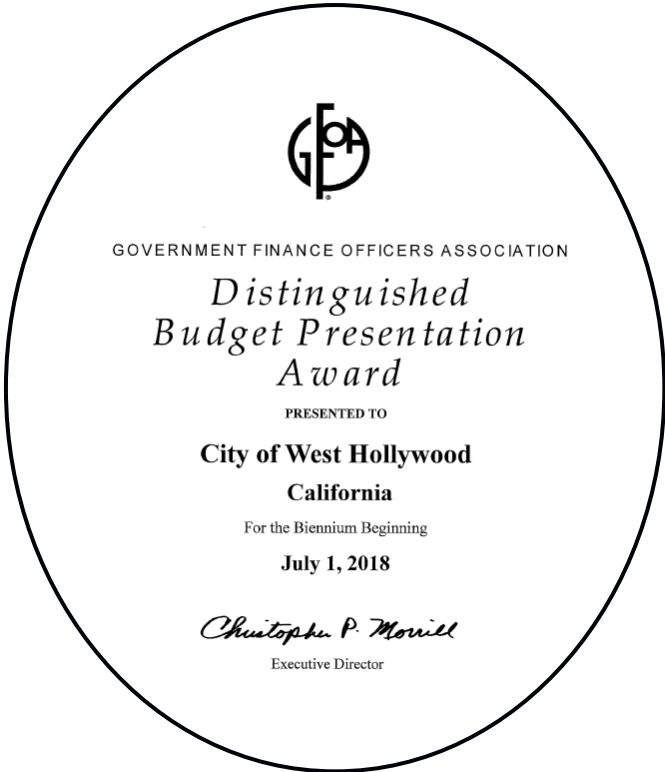 GFOA
GOVERNMENT FINANCE OFFICERS ASSOCIATION
Distinguished
Budget Presentation
Award
PRESENTED TO
City of West Hollywood
California
For the Biennium Beginning
July 1, 2018
Christopher P. Morrill
Executive Director